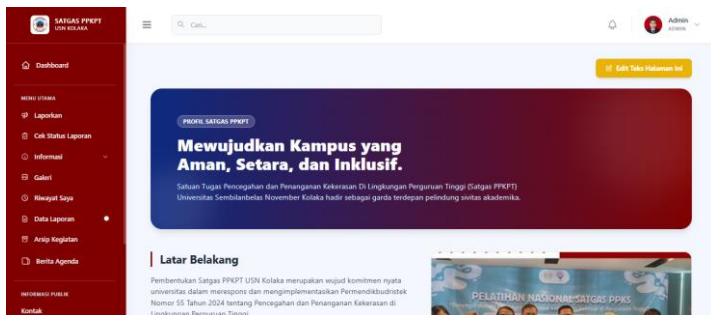 SATGAS PPKPT
USN KOLAKA
Cari...
Admin
ADMIN
Dashboard
Edit Teks Halaman Ini
MENU UTAMA
Laporkan
Cek Status Laporan
Informasi
Galeri
Riwayat Saya
Data Laporan
Arsip Kegiatan
Berita Agenda
INFORMASI PUBLIK
Kontak
PROFIL SATGAS PPKPT
Mewujudkan Kampus yang
Aman, Setara, dan Inklusif.
Satuan Tugas Pencegahan dan Penanganan Kekerasan Di Lingkungan Perguruan Tinggi (Satgas PPKPT)
Universitas Sembilanbelas November Kolaka hadir sebagai garda terdepan pelindung sivitas akademika.
Latar Belakang
Pembentukan Satgas PPKPT USN Kolaka merupakan wujud komitmen nyata
universitas dalam merespons dan mengimplementasikan Permendikbudristek
Nomor 55 Tahun 2024 tentang Pencegahan dan Penanganan Kekerasan di
Lingkungan Perguruan Tinggi
PELATIHAN NASIONAL SATGAS PPKS